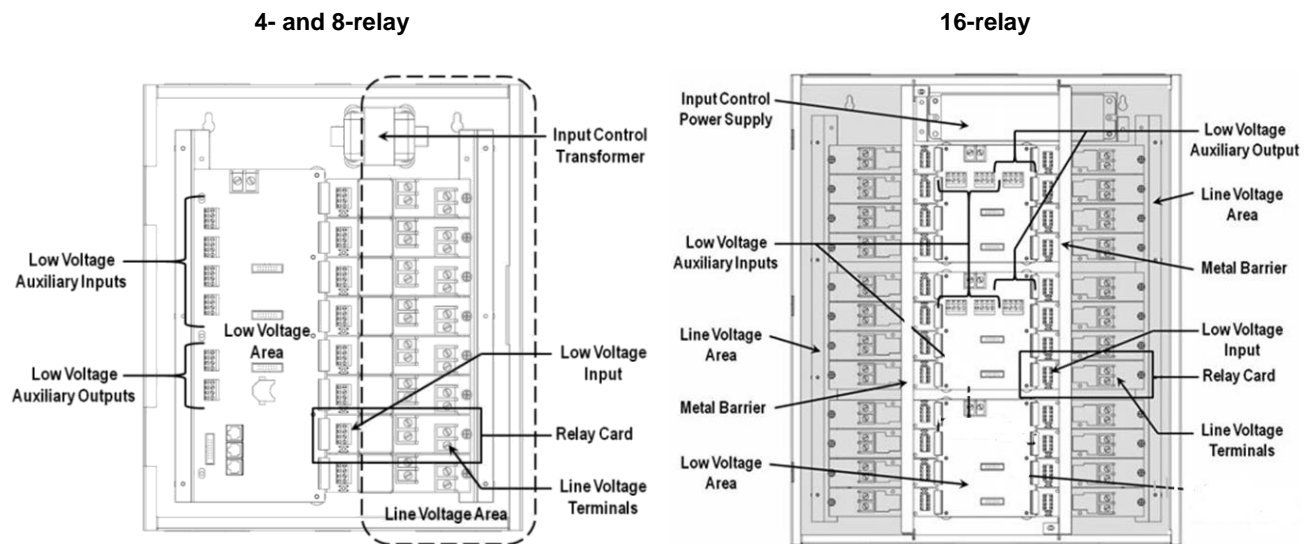 4- and 8-relay
Input Control
Transformer
Low Voltage
Auxiliary Inputs
Low Voltage
Area
Low Voltage
Auxiliary Outputs
Low Voltage
Input
Relay Card
Line Voltage
Terminals
Line Voltage Area
16-relay
Input Control
Power Supply
Low Voltage
Auxiliary Output
Line Voltage
Area
Low Voltage
Auxiliary Inputs
Metal Barrier
Line Voltage
Area
Low Voltage
Input
Relay Card
Metal Barrier
Line Voltage
Terminals
Low Voltage
Area